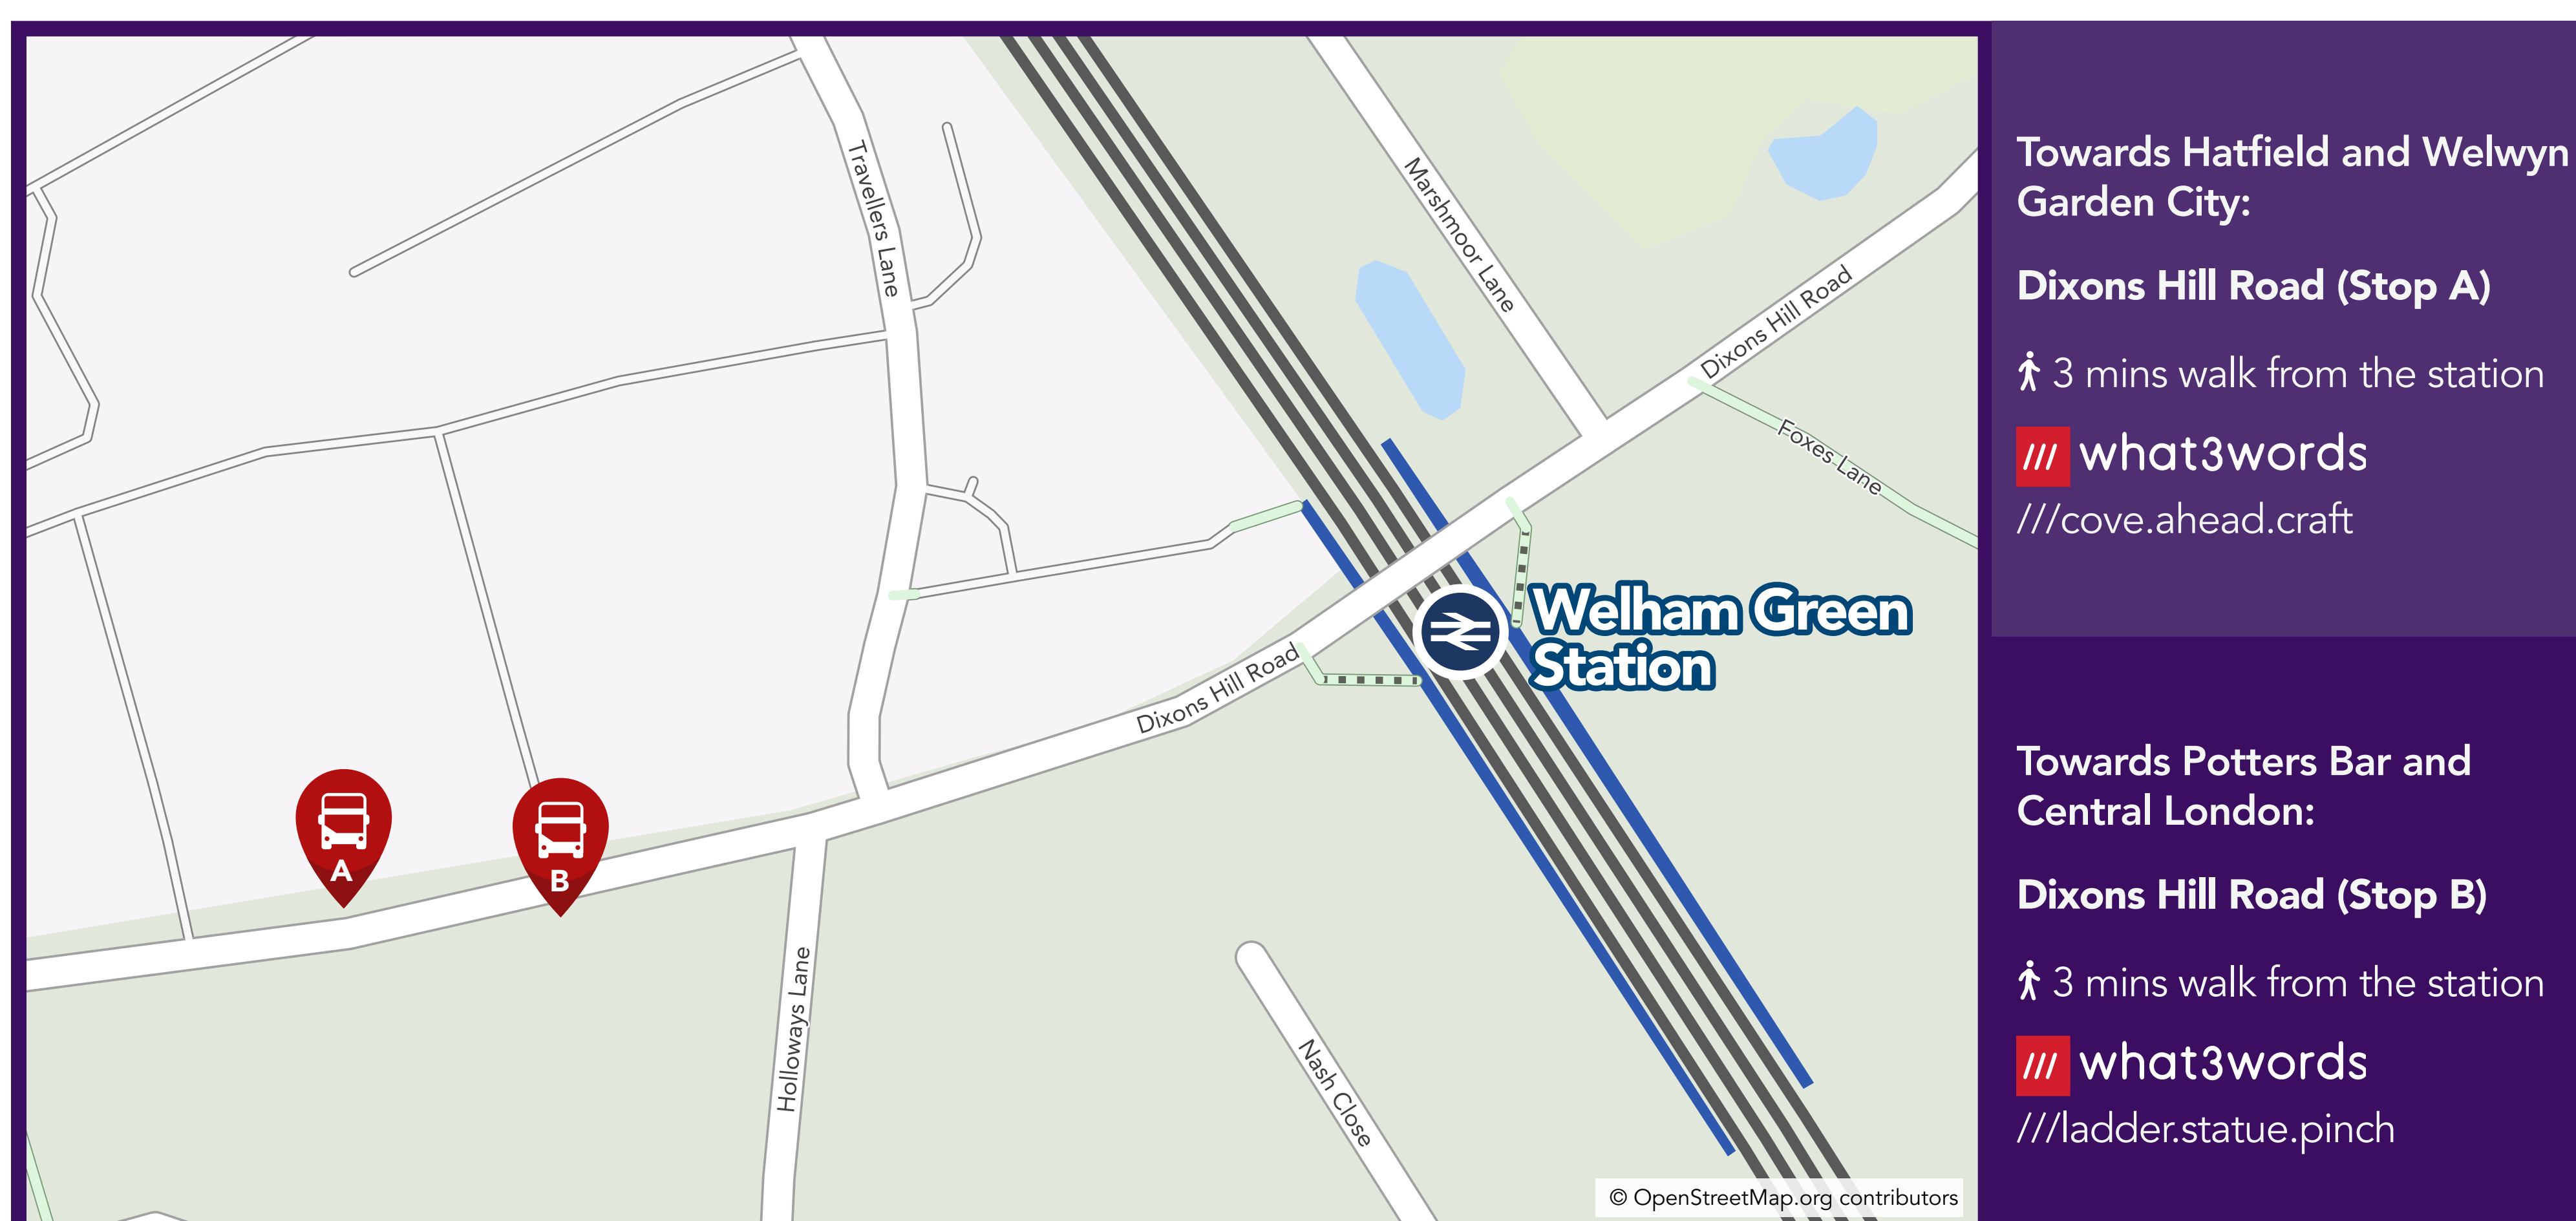 Travellers Lane
Marshmoor Lane
Dixons Hill Road
Foxes Lane
Welham Green
Station
Dixons Hill Road
A
B
Holloways Lane
Nash Close
© OpenStreetMap.org contributors
Towards Hatfield and Welwyn
Garden City:
Dixons Hill Road (Stop A)
3 mins walk from the station
/// what3words
///cove.ahead.craft
Towards Potters Bar and
Central London:
Dixons Hill Road (Stop B)
3 mins walk from the station
/// what3words
///ladder.statue.pinch